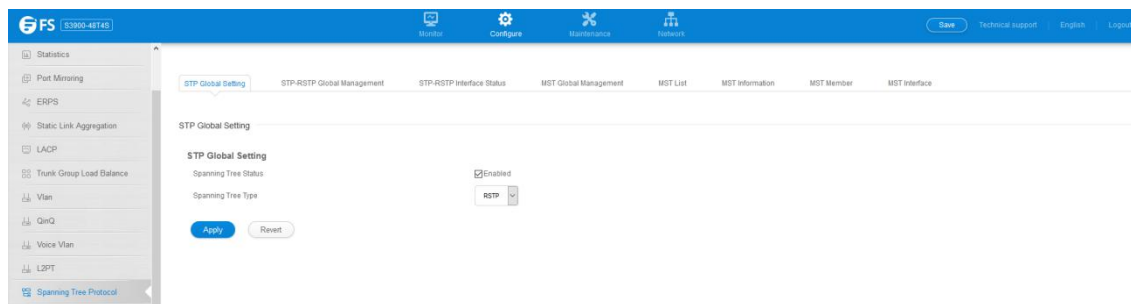 FS S3900-48T4S
Monitor Configure Maintenance Network
Save Technical support English Logout
Statistics
Port Mirroring
ERPS
Static Link Aggregation
LACP
Trunk Group Load Balance
Vlan
QinQ
Voice Vlan
L2PT
Spanning Tree Protocol
STP Global Setting STP-RSTP Global Management STP-RSTP Interface Status MST Global Management MST List MST Information MST Member MST Interface
STP Global Setting
STP Global Setting
Spanning Tree Status Enabled
Spanning Tree Type RSTP
Apply Revert